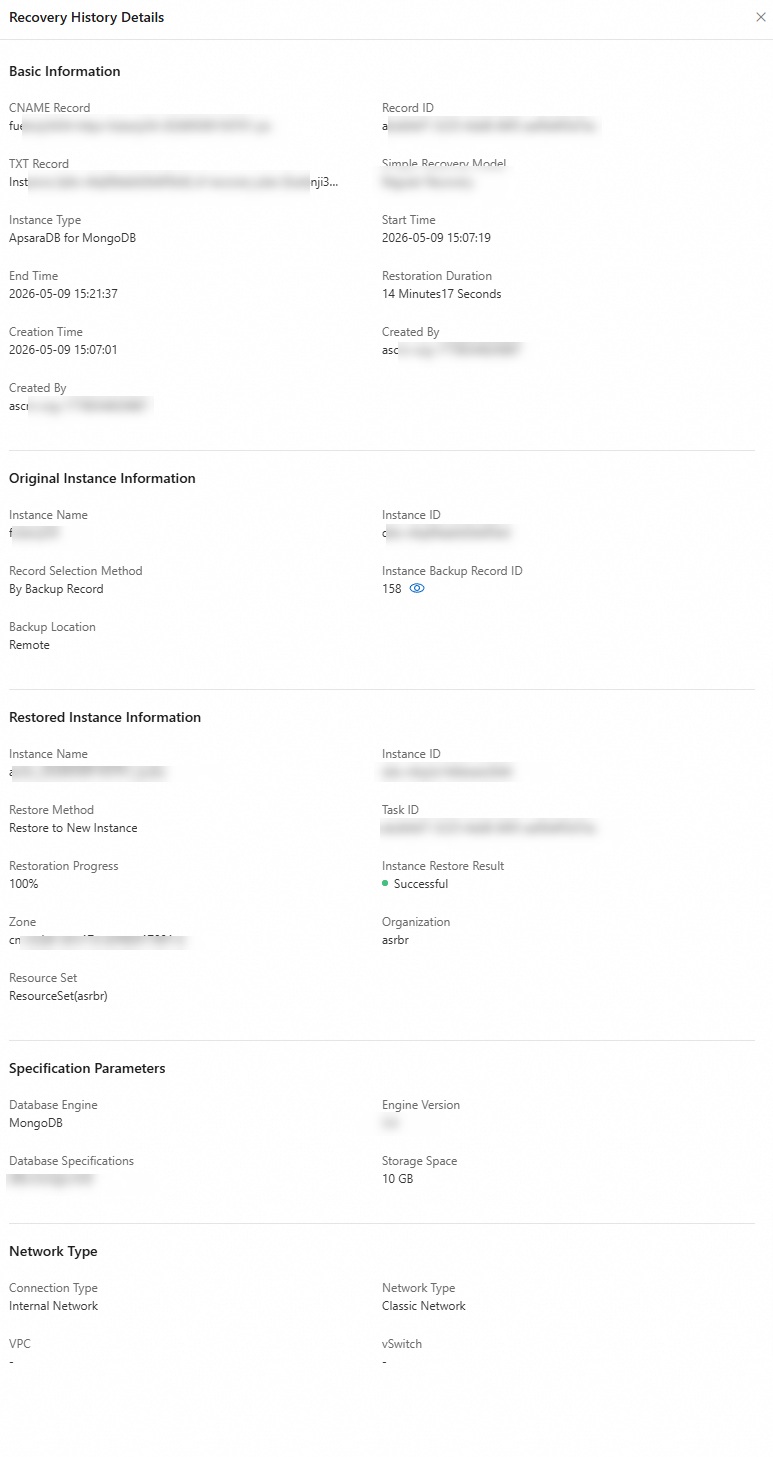 Recovery History Details
Basic Information
CNAME Record
Record ID
TXT Record
Simple Recovery Model
Instance Type
Start Time
ApsaraDB for MongoDB
2026-05-09 15:07:19
End Time
Restoration Duration
2026-05-09 15:21:37
14 Minutes17 Seconds
Creation Time
Created By
2026-05-09 15:07:01
Created By
Original Instance Information
Instance Name
Instance ID
Record Selection Method
Instance Backup Record ID
By Backup Record
158
Backup Location
Remote
Restored Instance Information
Instance Name
Instance ID
Restore Method
Task ID
Restore to New Instance
Restoration Progress
Instance Restore Result
100%
Successful
Zone
Organization
asrbr
Resource Set
ResourceSet(asrbr)
Specification Parameters
Database Engine
Engine Version
MongoDB
Database Specifications
Storage Space
10 GB
Network Type
Connection Type
Network Type
Internal Network
Classic Network
VPC
vSwitch
-
-